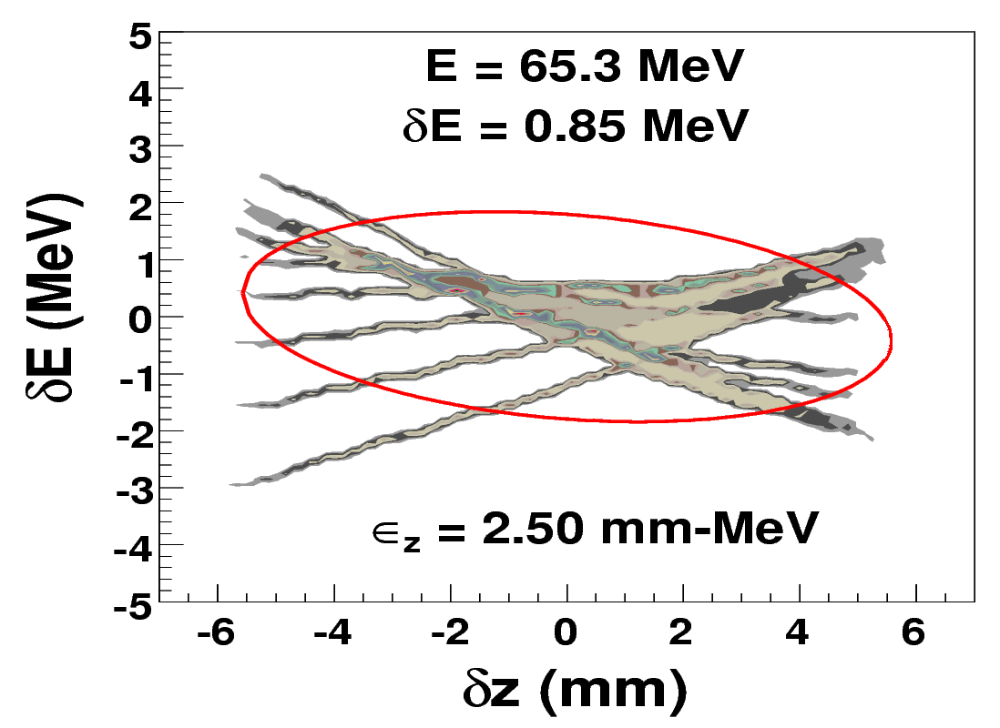 E = 65.3 MeV
δE = 0.85 MeV
δE (MeV)
5
4
3
2
1
0
-1
-2
-3
-4
-5
∈z = 2.50 mm-MeV
-6 -4 -2 0 2 4 6
δz (mm)